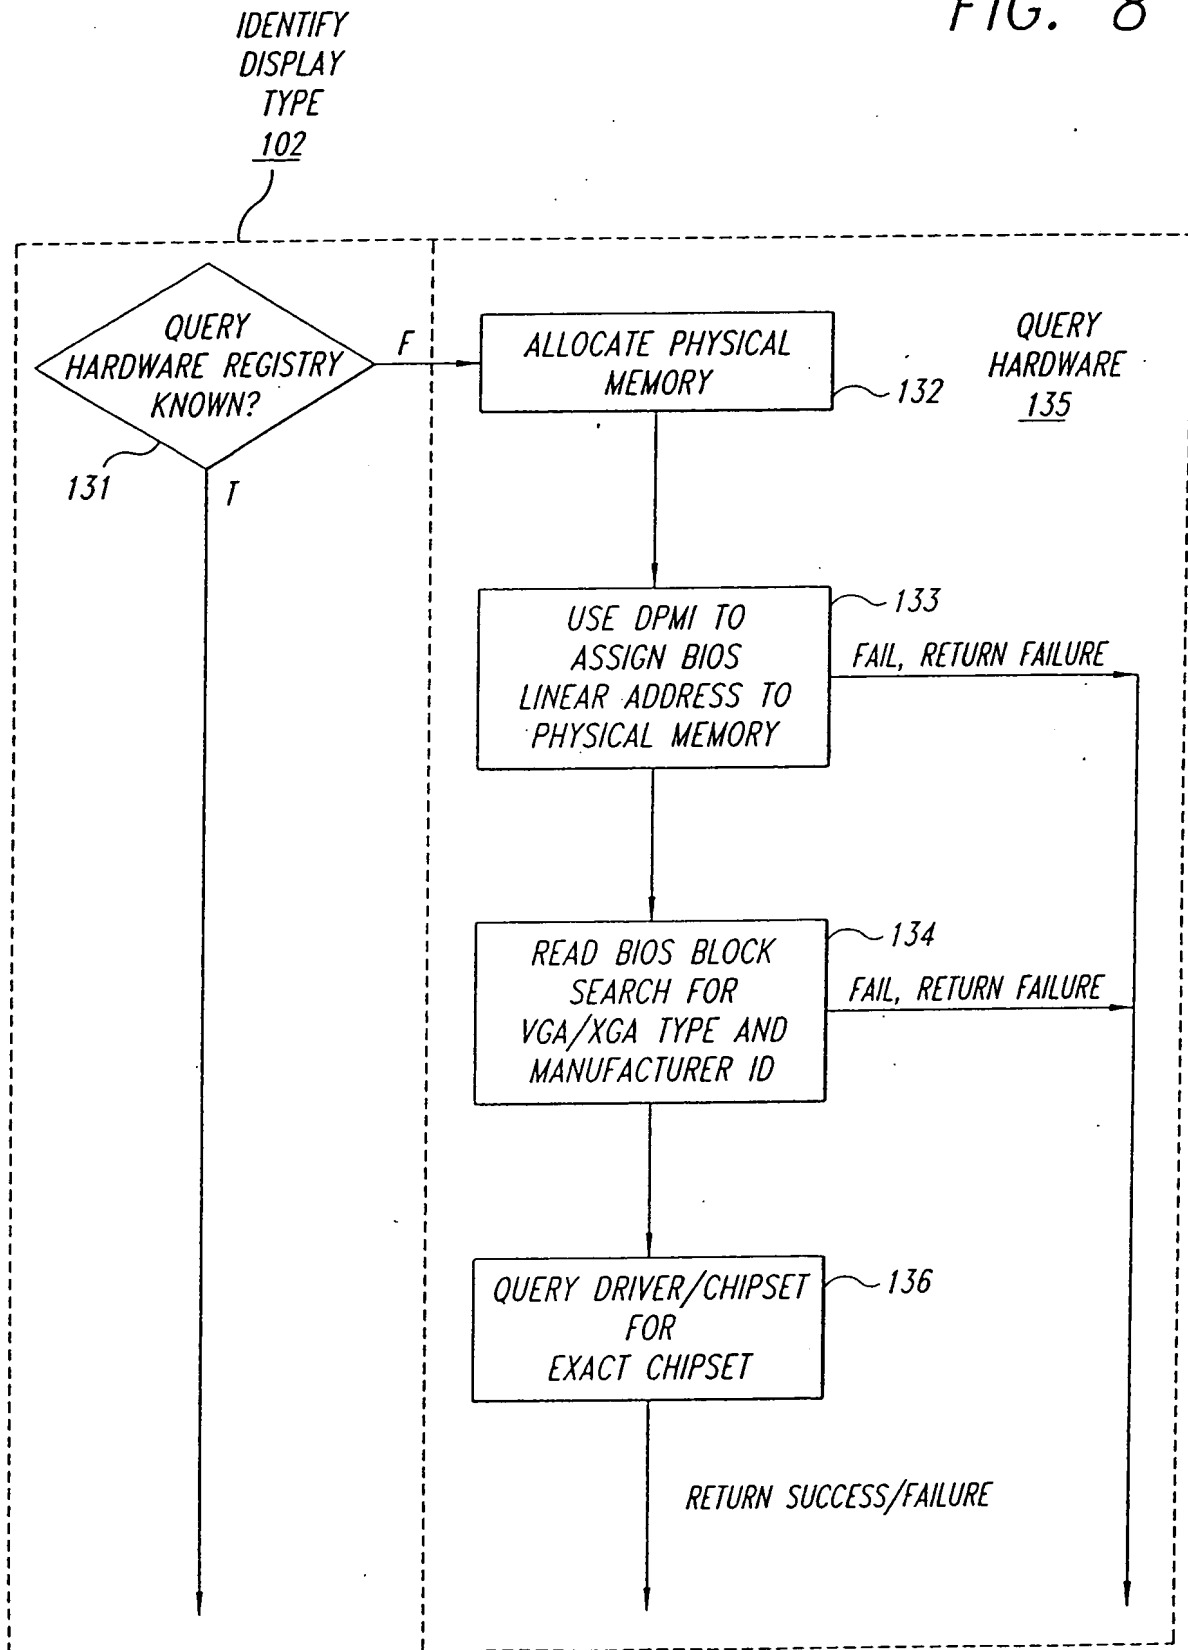 FIG. 8
IDENTIFY
DISPLAY
TYPE
102
QUERY
HARDWARE REGISTRY
KNOWN?
131
F
T
ALLOCATE PHYSICAL
MEMORY
132
QUERY
HARDWARE
135
USE DPMI TO
ASSIGN BIOS
LINEAR ADDRESS TO
PHYSICAL MEMORY
133
FAIL, RETURN FAILURE
READ BIOS BLOCK
SEARCH FOR
VGA/XGA TYPE AND
MANUFACTURER ID
134
FAIL, RETURN FAILURE
QUERY DRIVER/CHIPSET
FOR
EXACT CHIPSET
136
RETURN SUCCESS/FAILURE